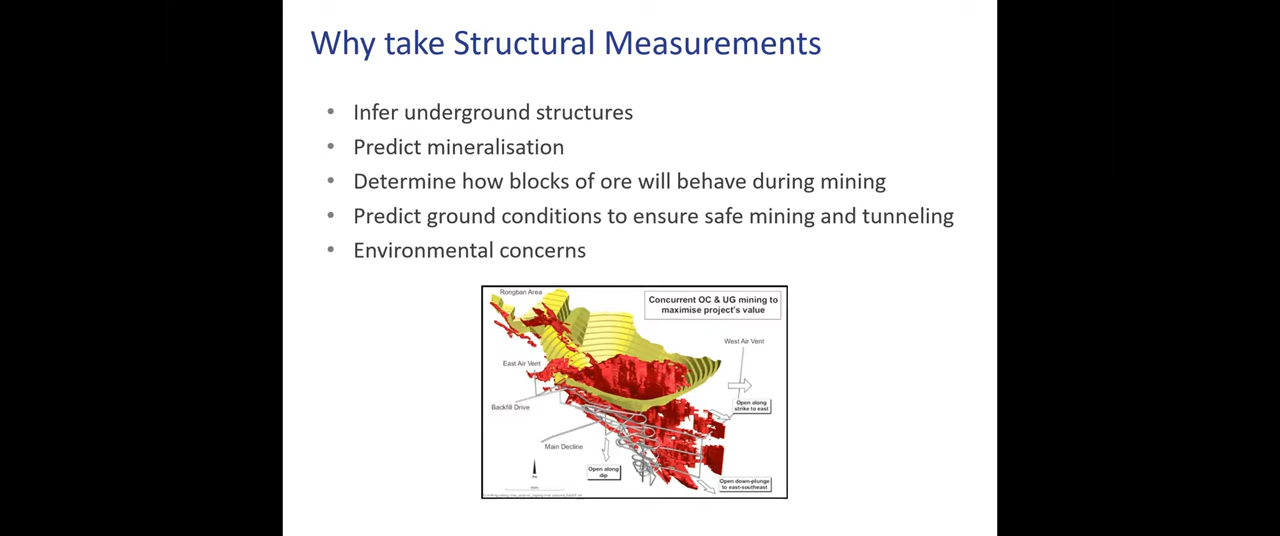 Why take Structural Measurements
• Infer underground structures
• Predict mineralisation
• Determine how blocks of ore will behave during mining
• Predict ground conditions to ensure safe mining and tunneling
• Environmental concerns
Rongban Area
Concurrent OC & UG mining to
maximise project's value
West Air Vent
East Air Vent
Open along
strike to east
Backfill Drive
Main Decline
Open along
dip
Open down-plunge
to east-southeast